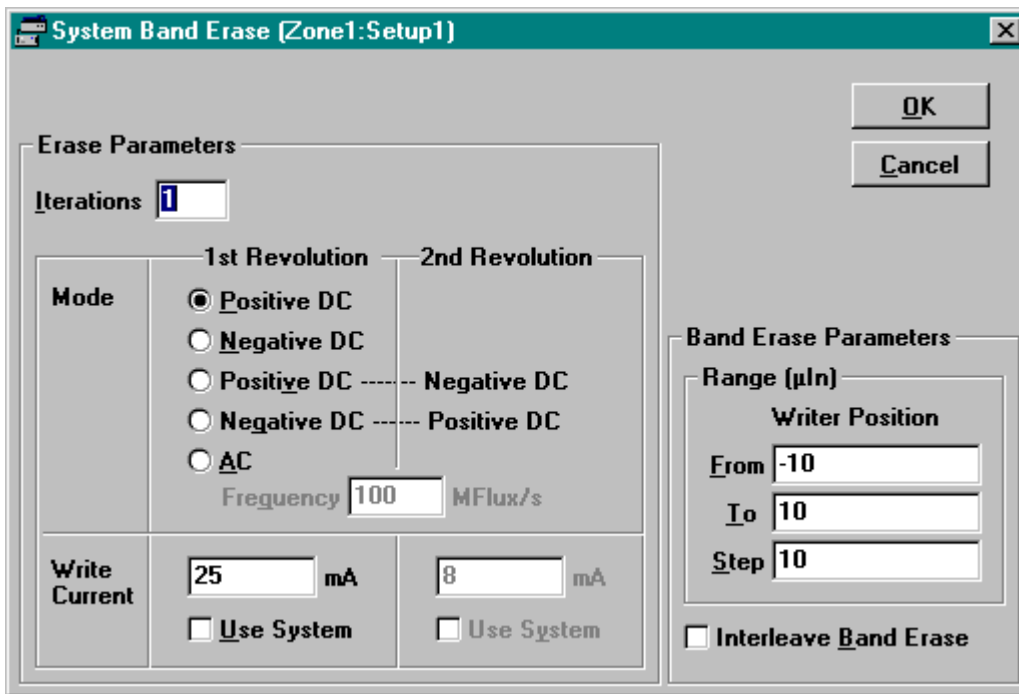 System Band Erase (Zone1:Setup1)
OK
Cancel
Erase Parameters
Iterations 1
1st Revolution 2nd Revolution
Mode
Positive DC
Negative DC
Positive DC ------- Negative DC
Negative DC ------ Positive DC
AC
Frequency 100 MFlux/s
Write Current
25 mA 8 mA
Use System Use System
Band Erase Parameters
Range (µIn)
Writer Position
From -10
To 10
Step 10
Interleave Band Erase